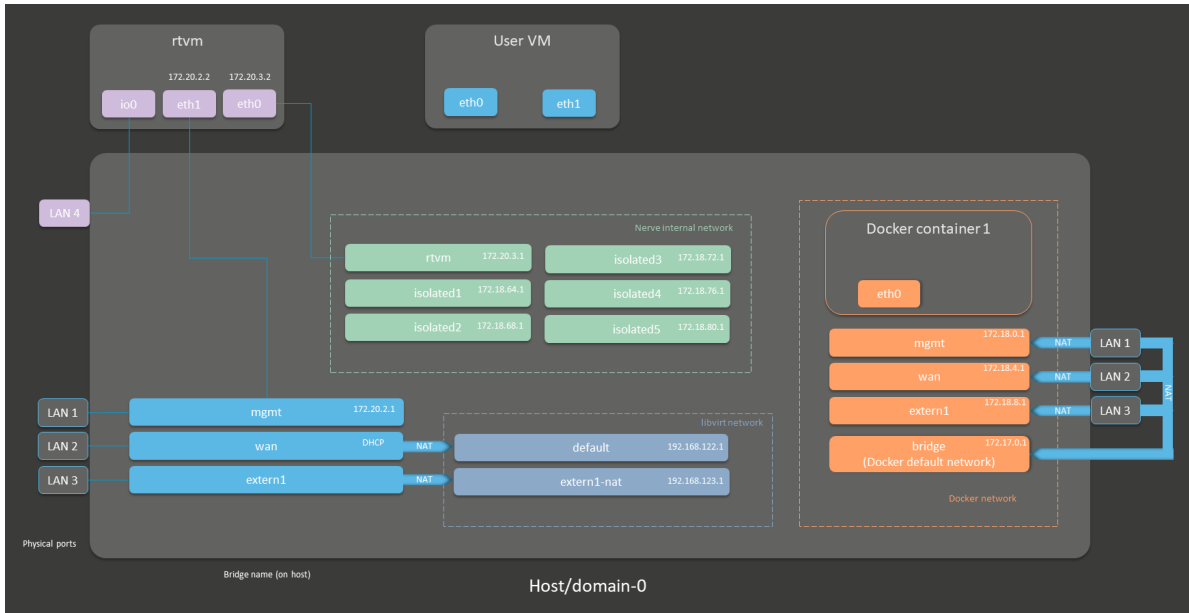 rtvm
User VM
172.20.2.2
172.20.3.2
io0
eth1
eth0
eth0
eth1
LAN 4
Nerve internal network
rtvm 172.20.3.1
isolated3 172.18.72.1
isolated1 172.18.64.1
isolated4 172.18.76.1
isolated2 172.18.68.1
isolated5 172.18.80.1
Docker container 1
eth0
mgmt 172.18.0.1
NAT
LAN 1
wan 172.18.4.1
NAT
LAN 2
extern1 172.18.8.1
NAT
LAN 3
NAT
bridge 172.17.0.1
(Docker default network)
Docker network
LAN 1
mgmt 172.20.2.1
LAN 2
wan DHCP
NAT
LAN 3
extern1
NAT
libvirt network
default 192.168.122.1
extern1-nat 192.168.123.1
Physical ports
Bridge name (on host)
Host/domain-0